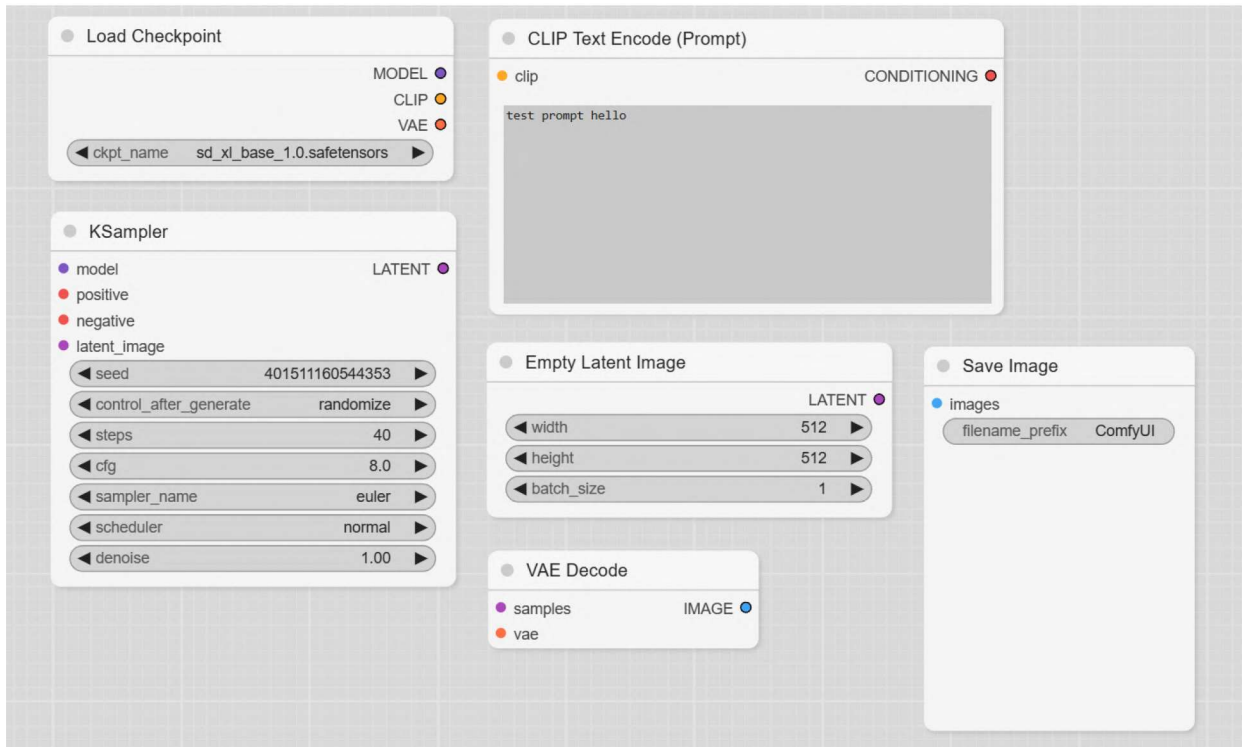 Load Checkpoint
MODEL
CLIP
VAE
ckpt_name sd_xl_base_1.0.safetensors
CLIP Text Encode (Prompt)
clip CONDITIONING
test prompt hello
KSampler
model LATENT
positive
negative
latent_image
seed 401511160544353
control_after_generate randomize
steps 40
cfg 8.0
sampler_name euler
scheduler normal
denoise 1.00
Empty Latent Image
LATENT
width 512
height 512
batch_size 1
Save Image
images
filename_prefix ComfyUI
VAE Decode
samples IMAGE
vae